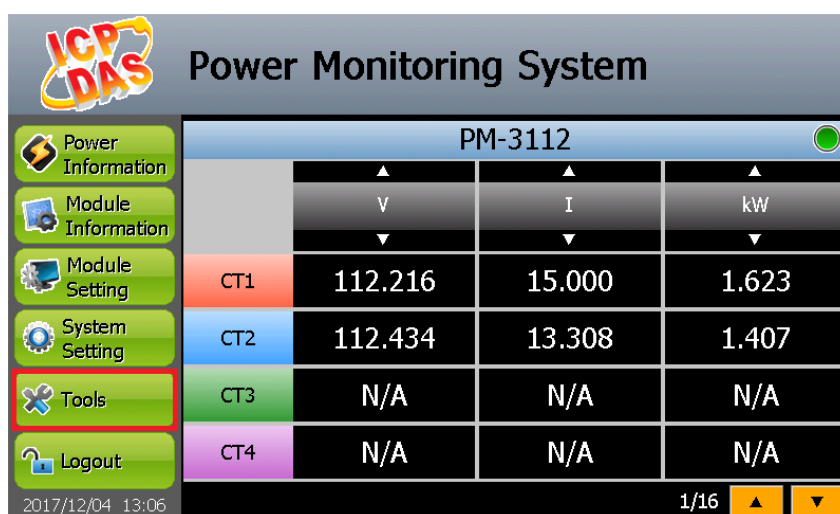 ICP
DAS
Power Monitoring System
Power
Information
Module
Information
Module
Setting
System
Setting
Tools
Logout
2017/12/04 13:06
PM-3112
V I kW
CT1 112.216 15.000 1.623
CT2 112.434 13.308 1.407
CT3 N/A N/A N/A
CT4 N/A N/A N/A
1/16